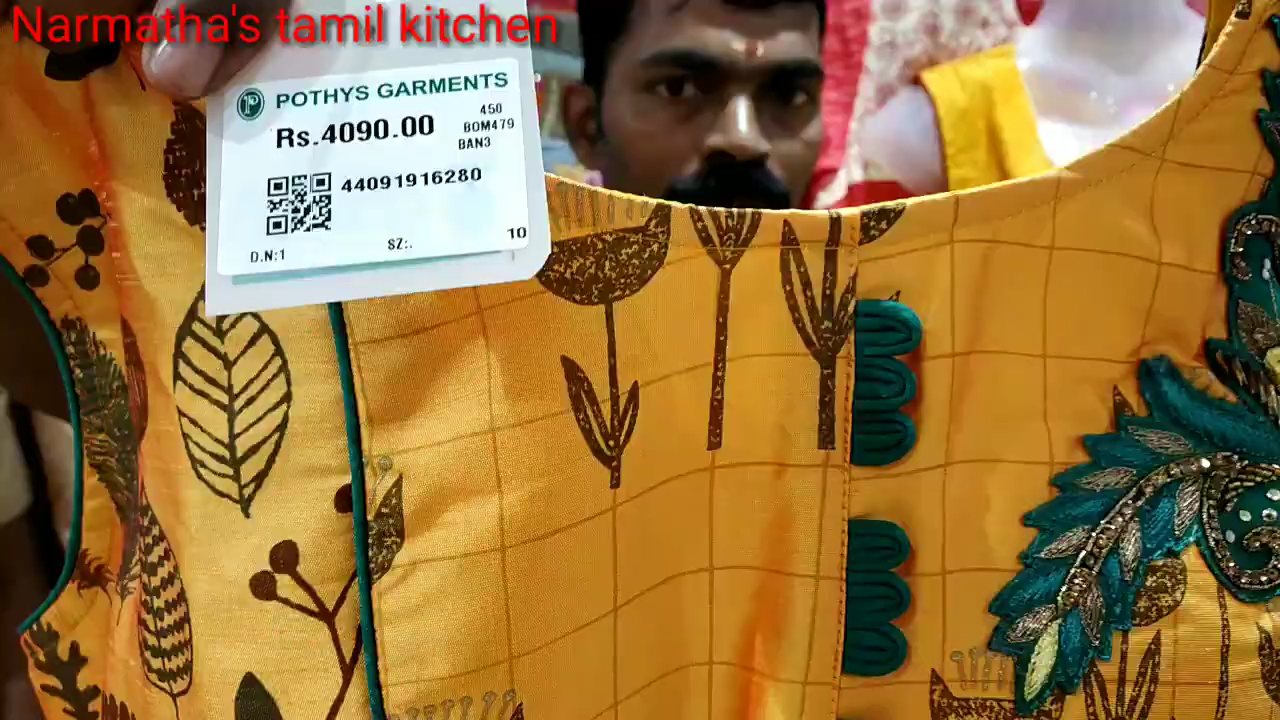 Narmatha's tamil kitchen
POTHYS GARMENTS
Rs.4090.00
450
BOM479
BAN3
44091916280
10
D.N:1
SZ:.